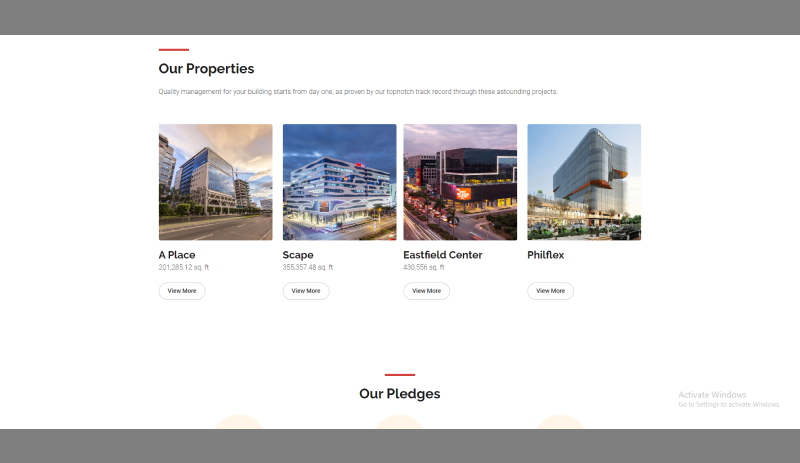 Our Properties
Quality management for your building starts from day one, as proven by our topnotch track record through these astounding projects:
A Place
201,285.12 sq. ft
View More
Scape
355,357.48 sq. ft
View More
Eastfield Center
430,556 sq. ft
View More
Philflex
View More
Our Pledges
Activate Windows
Go to Settings to activate Windows.